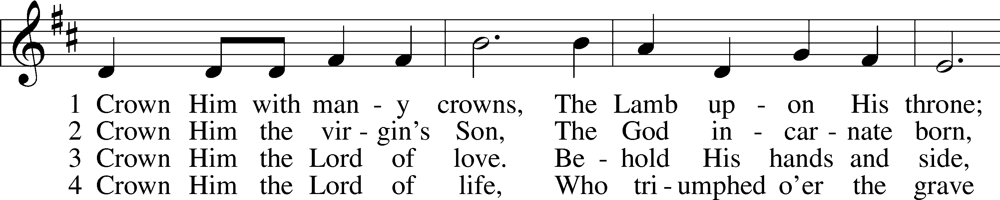 1 Crown Him with man - y crowns, The Lamb up - on His throne;
2 Crown Him the vir - gin's Son, The God in - car - nate born,
3 Crown Him the Lord of love. Be - hold His hands and side,
4 Crown Him the Lord of life, Who tri - umphed o'er the grave